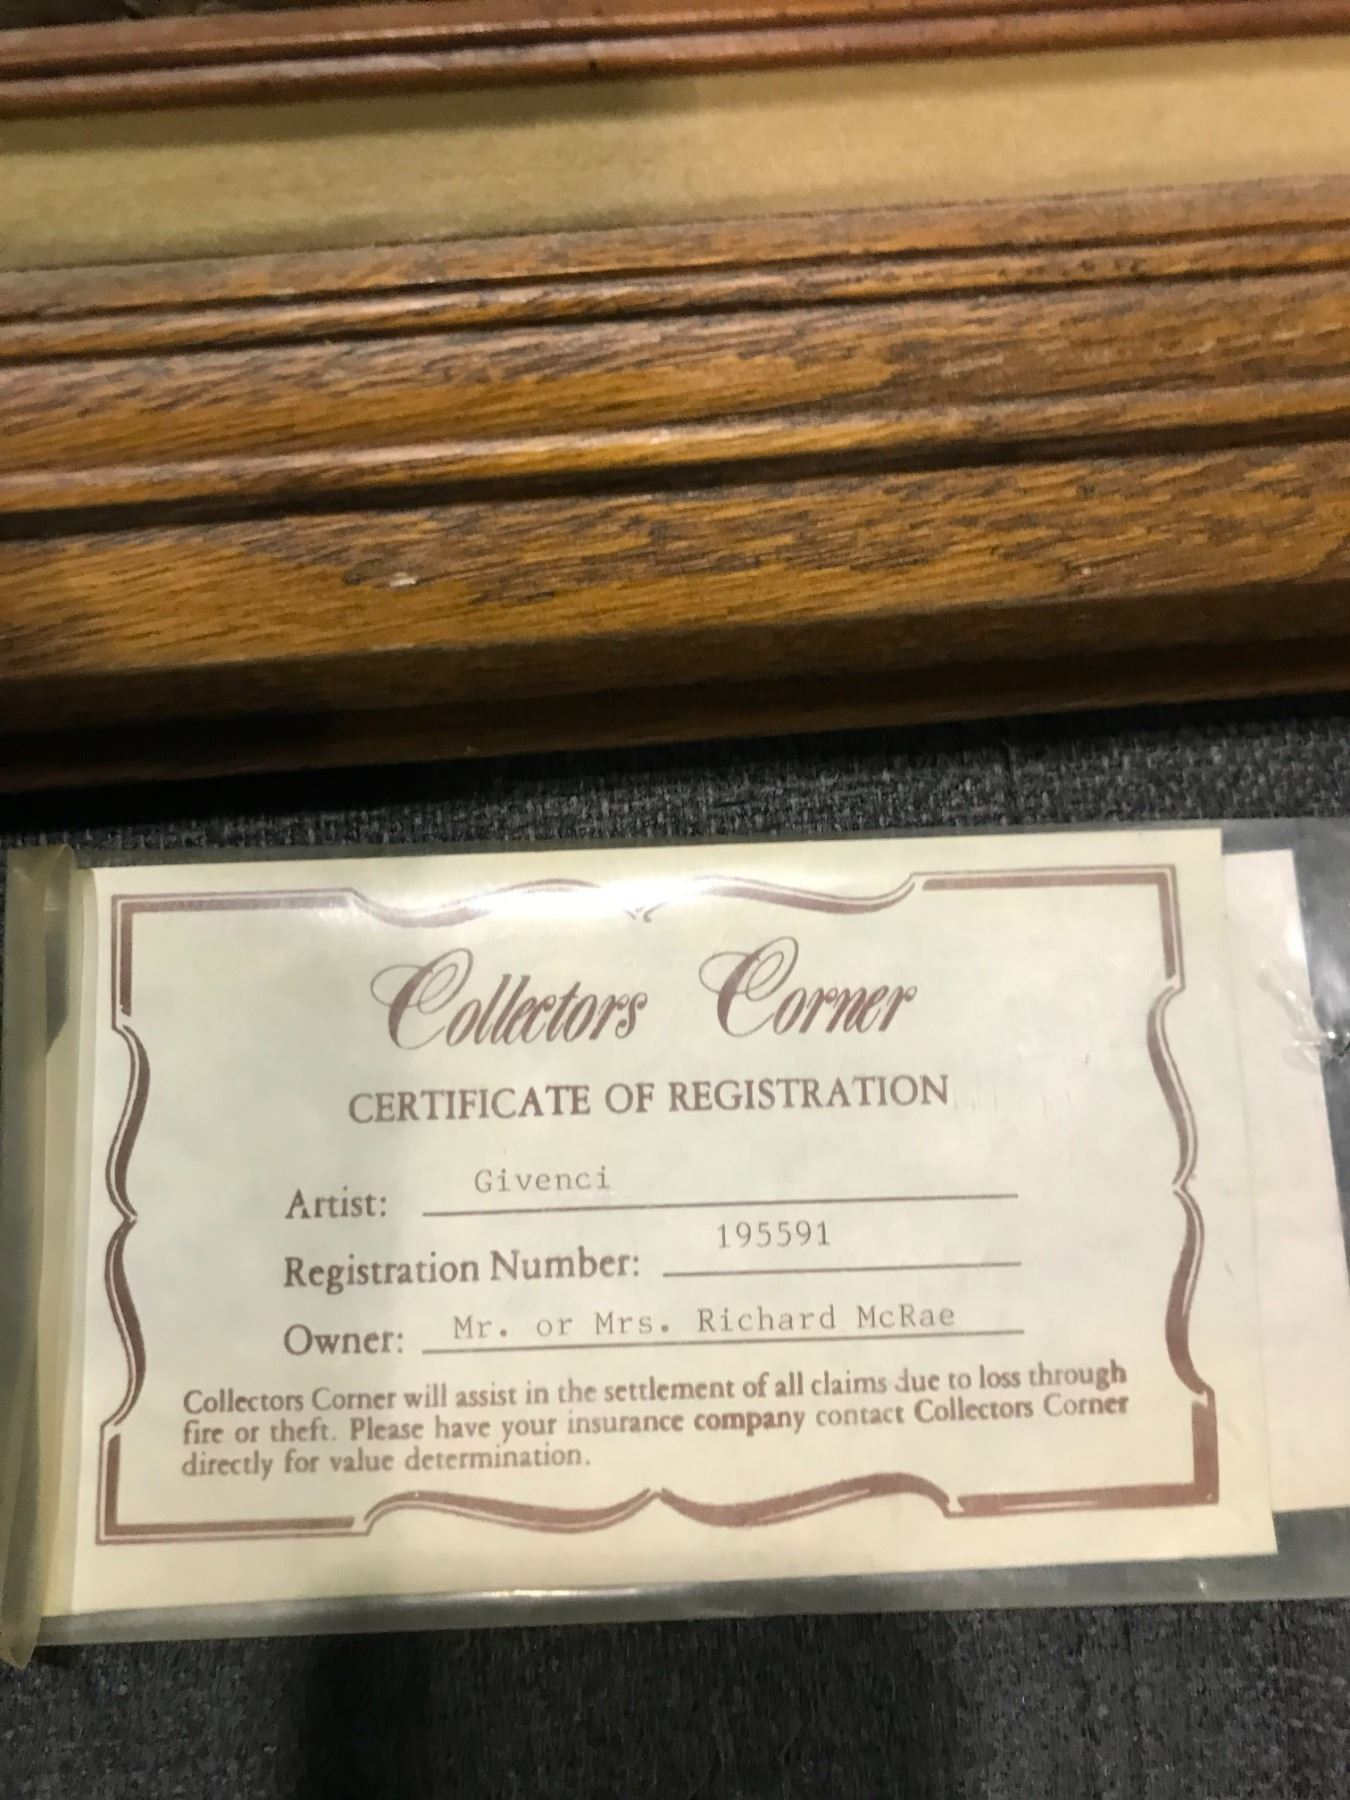 Collectors Corner
CERTIFICATE OF REGISTRATION
Artist: Givenci
Registration Number: 195591
Owner: Mr. or Mrs. Richard McRae
Collectors Corner will assist in the settlement of all claims due to loss through
fire or theft. Please have your insurance company contact Collectors Corner
directly for value determination.